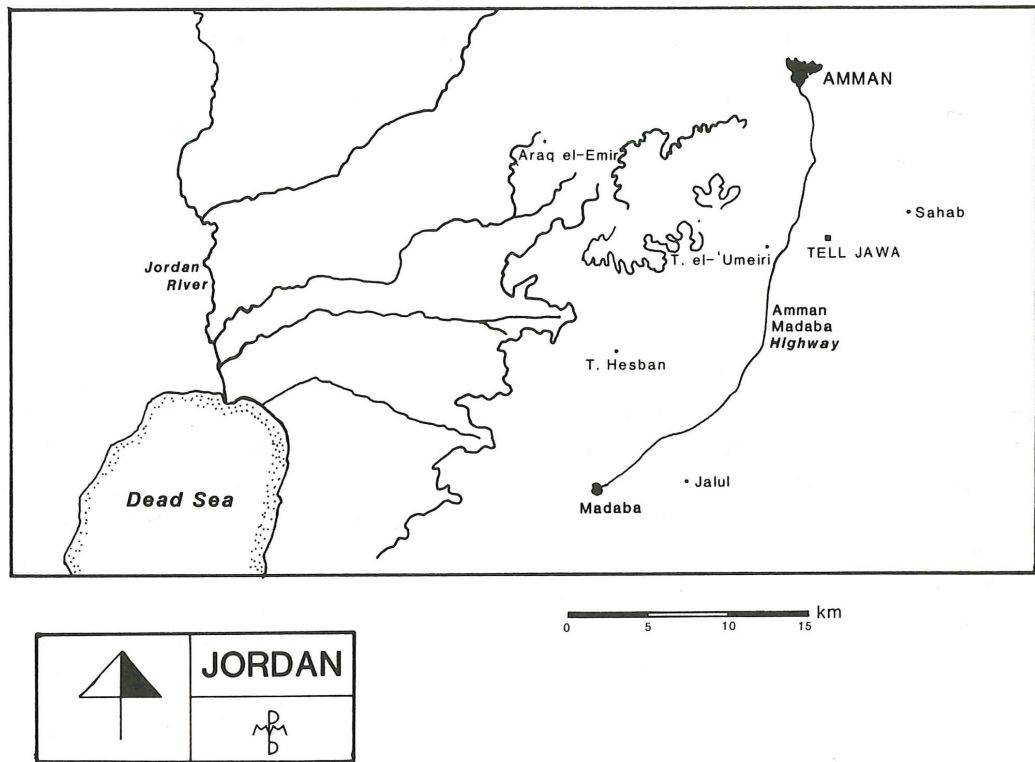 AMMAN
Araq el-Emir
Sahab
TELL JAWA
T. el-'Umeiri
Jordan
River
Amman
Madaba
Highway
T. Hesban
Jalul
Dead Sea
Madaba
km
0 5 10 15
JORDAN
D
MM
D